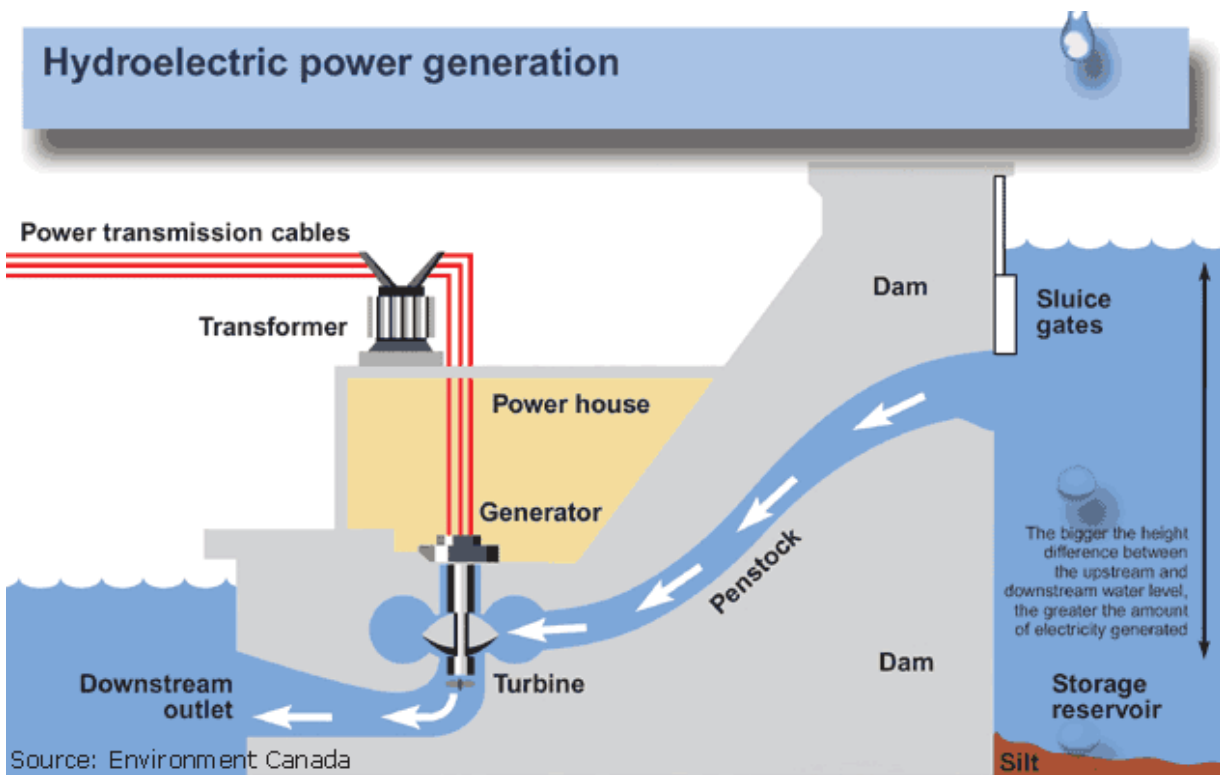 Hydroelectric power generation
Power transmission cables
Transformer
Dam
Sluice
gates
Power house
Generator
Penstock
The bigger the height
difference between
the upstream and
downstream water level,
the greater the amount
of electricity generated
Dam
Turbine
Downstream
outlet
Storage
reservoir
Source: Environment Canada
Silt